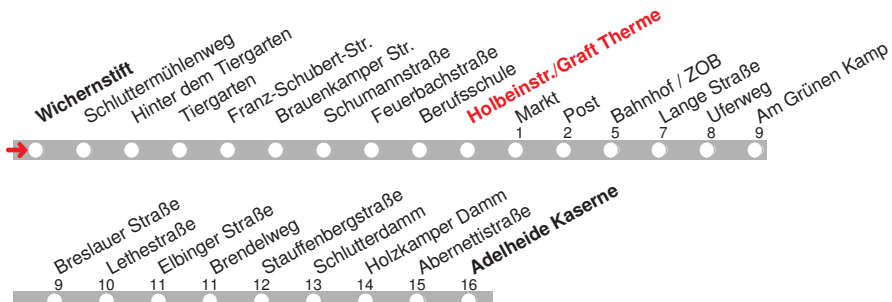 Wichernstift
Schluttermühlenweg
Hinter dem Tiergarten
Tiergarten
Franz-Schubert-Str.
Brauenkamper Str.
Schumannstraße
Feuerbachstraße
Berufsschule
Holbeinstr./Graft Therme
Markt
Post
Bahnhof / ZOB
Lange Straße
Uferweg
Am Grünen Kamp
1 2 5 7 8 9
Breslauer Straße
Lethestraße
Elbinger Straße
Brendelweg
Stauffenbergstraße
Schlutterdamm
Holzkamper Damm
Abernettistraße
Adelheide Kaserne
9 10 11 11 12 13 14 15 16